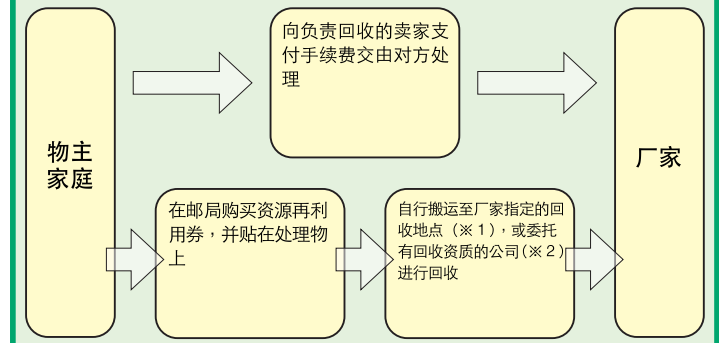 物主
家庭
向负责回收的卖家支
付手续费交由对方处
理
厂家
在邮局购买资源再利
用券，并贴在处理物
上
自行搬运至厂家指定的回
收地点（※１），或委托
有回收资质的公司（※２）
进行回收